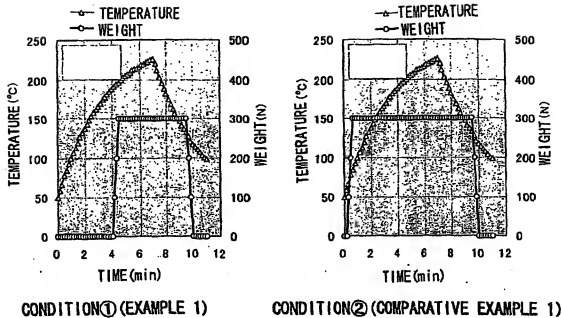 TEMPERATURE
WEIGHT
250
200
150
100
50
0
TEMPERATURE(°C)
500
400
300
200
100
0
WEIGHT(N)
0 2 4 6 8 10 12
TIME(min)
CONDITION① (EXAMPLE 1)
TEMPERATURE
WEIGHT
250
200
150
100
50
0
TEMPERATURE(°C)
500
400
300
200
100
0
WEIGHT(N)
0 2 4 6 8 10 12
TIME(min)
CONDITION② (COMPARATIVE EXAMPLE 1)